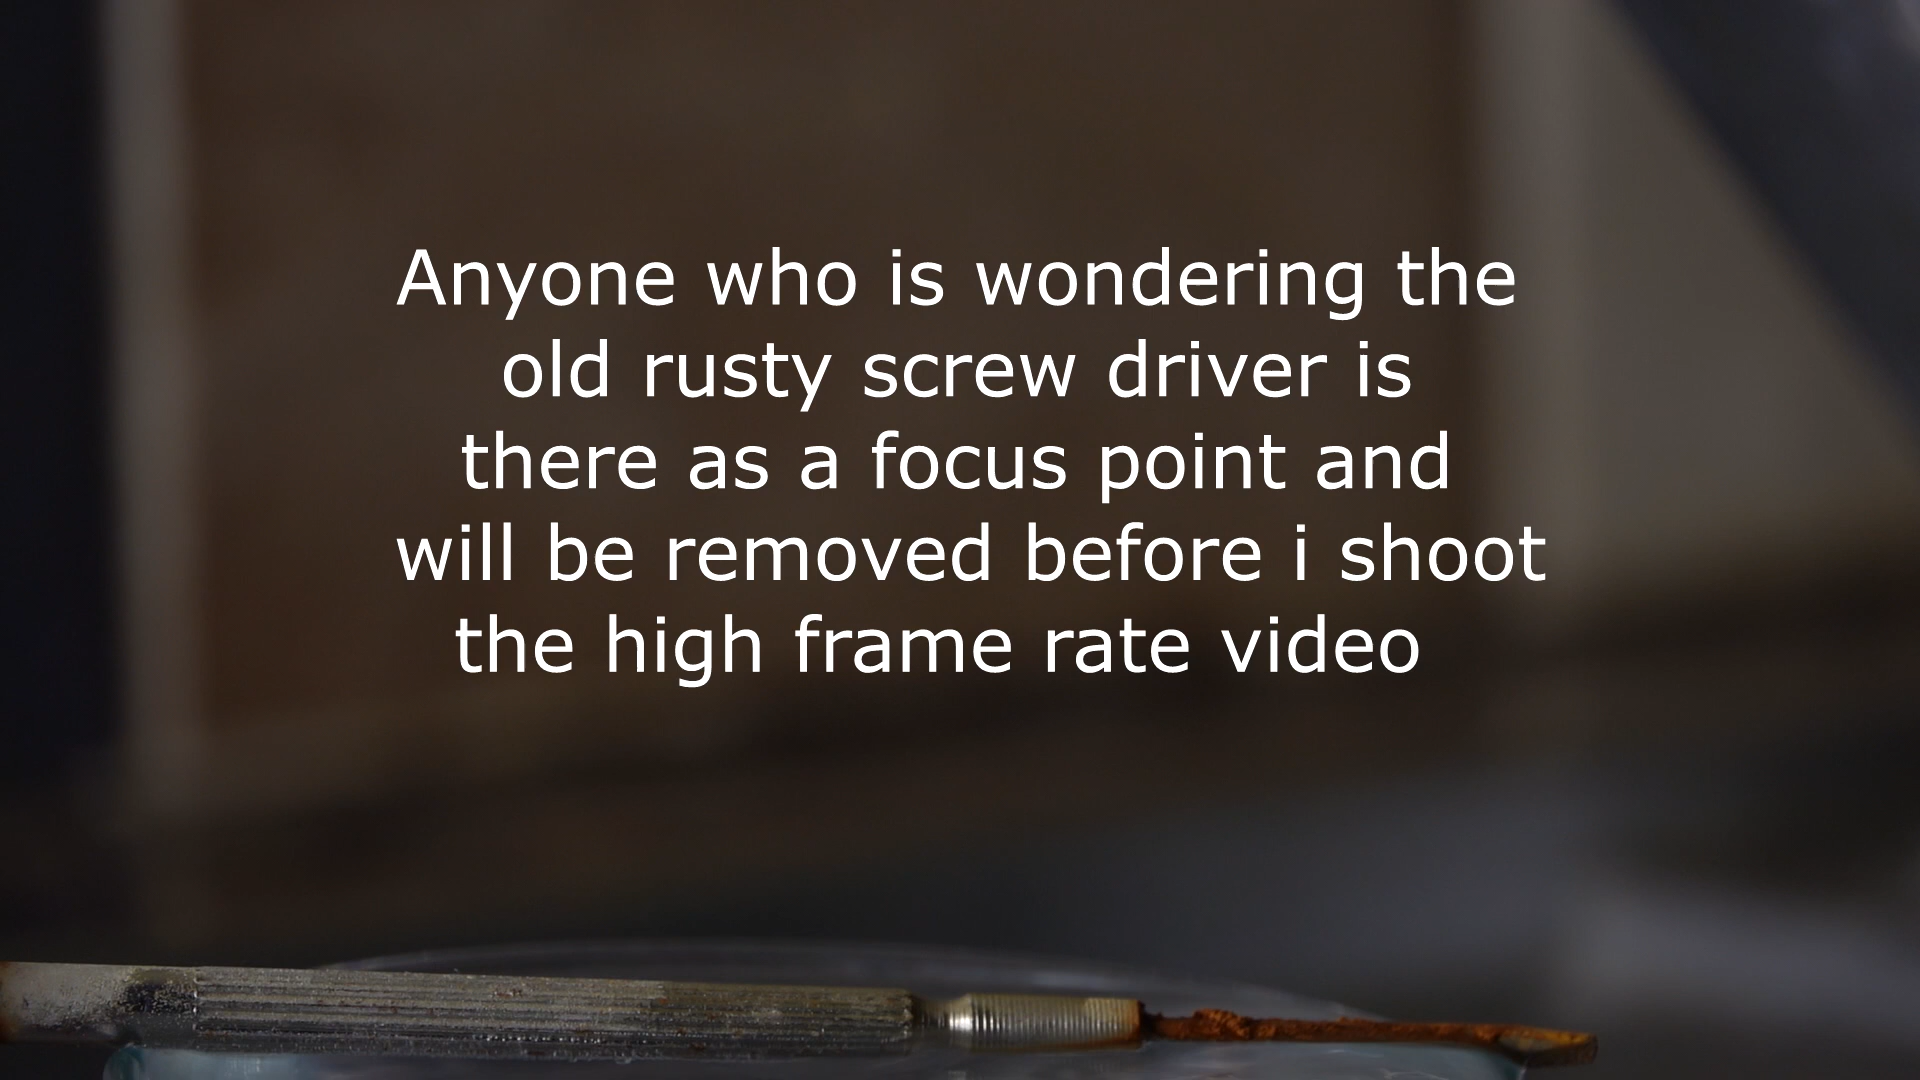 Anyone who is wondering the
old rusty screw driver is
there as a focus point and
will be removed before i shoot
the high frame rate video